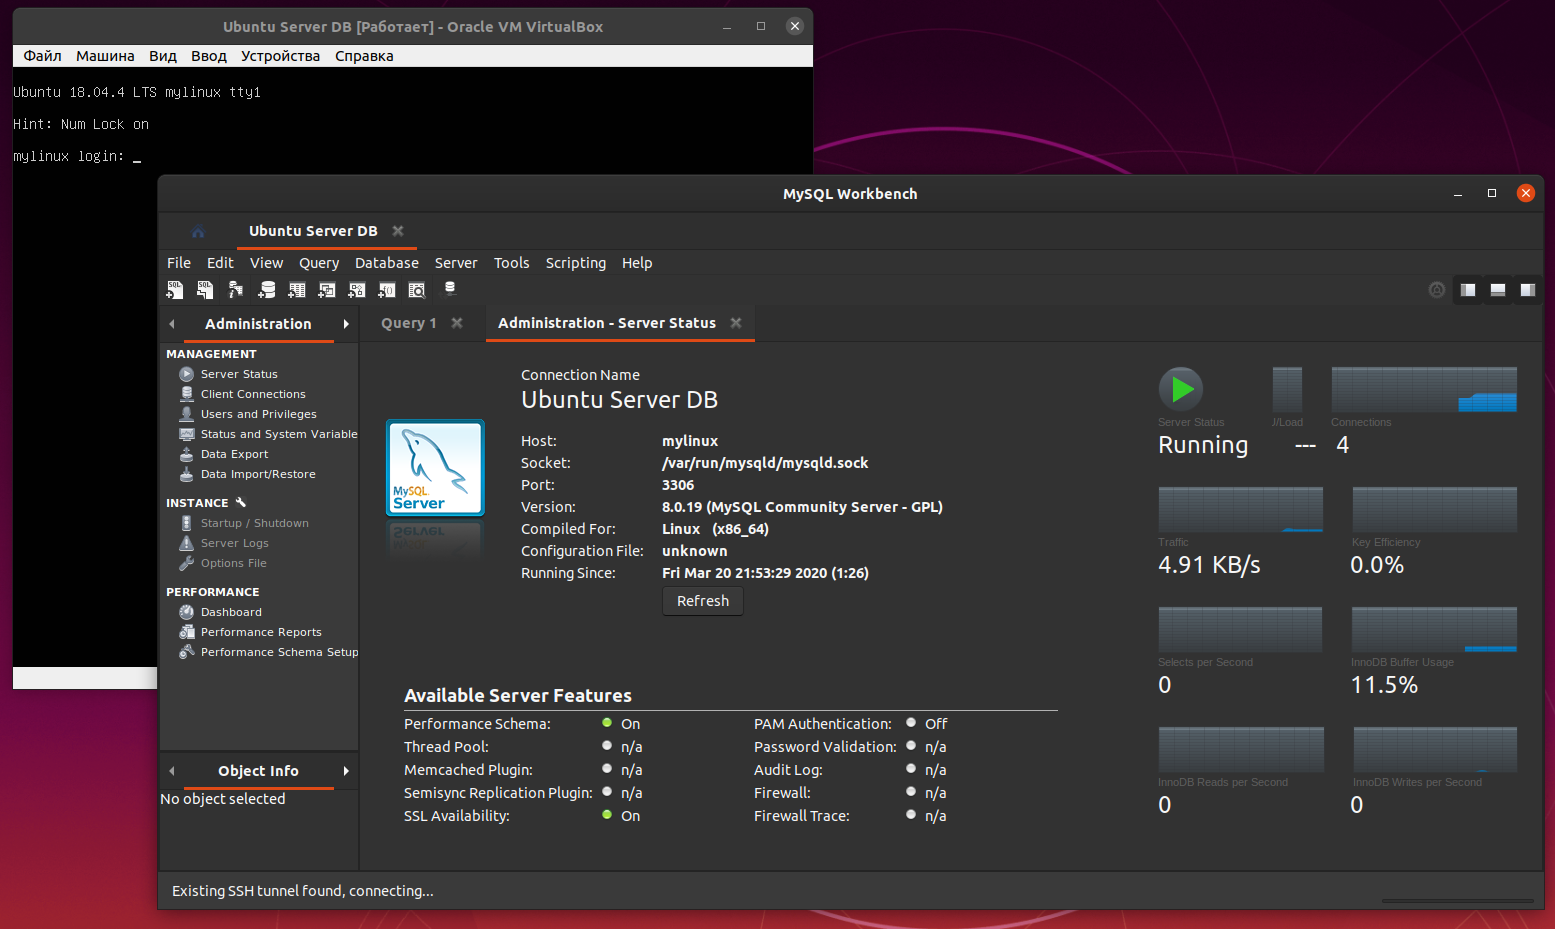 Ubuntu Server DB [Работает] - Oracle VM VirtualBox
Файл Машина Вид Ввод Устройства Справка
Ubuntu 18.04.4 LTS mylinux tty1
Hint: Num Lock on
mylinux login: _
MySQL Workbench
Ubuntu Server DB
File Edit View Query Database Server Tools Scripting Help
Administration
MANAGEMENT
Server Status
Client Connections
Users and Privileges
Status and System Variable
Data Export
Data Import/Restore
INSTANCE
Startup / Shutdown
Server Logs
Options File
PERFORMANCE
Dashboard
Performance Reports
Performance Schema Setup
Object Info
No object selected
Query 1
Administration - Server Status
Connection Name
Ubuntu Server DB
MySQL
Server
Host: mylinux
Socket: /var/run/mysqld/mysqld.sock
Port: 3306
Version: 8.0.19 (MySQL Community Server - GPL)
Compiled For: Linux (x86_64)
Configuration File: unknown
Running Since: Fri Mar 20 21:53:29 2020 (1:26)
Refresh
Available Server Features
Performance Schema: On
Thread Pool: n/a
Memcached Plugin: n/a
Semisync Replication Plugin: n/a
SSL Availability: On
PAM Authentication: Off
Password Validation: n/a
Audit Log: n/a
Firewall: n/a
Firewall Trace: n/a
Server Status
Running
/Load
---
Connections
4
Traffic
4.91 KB/s
Key Efficiency
0.0%
Selects per Second
0
InnoDB Buffer Usage
11.5%
InnoDB Reads per Second
0
InnoDB Writes per Second
0
Existing SSH tunnel found, connecting...